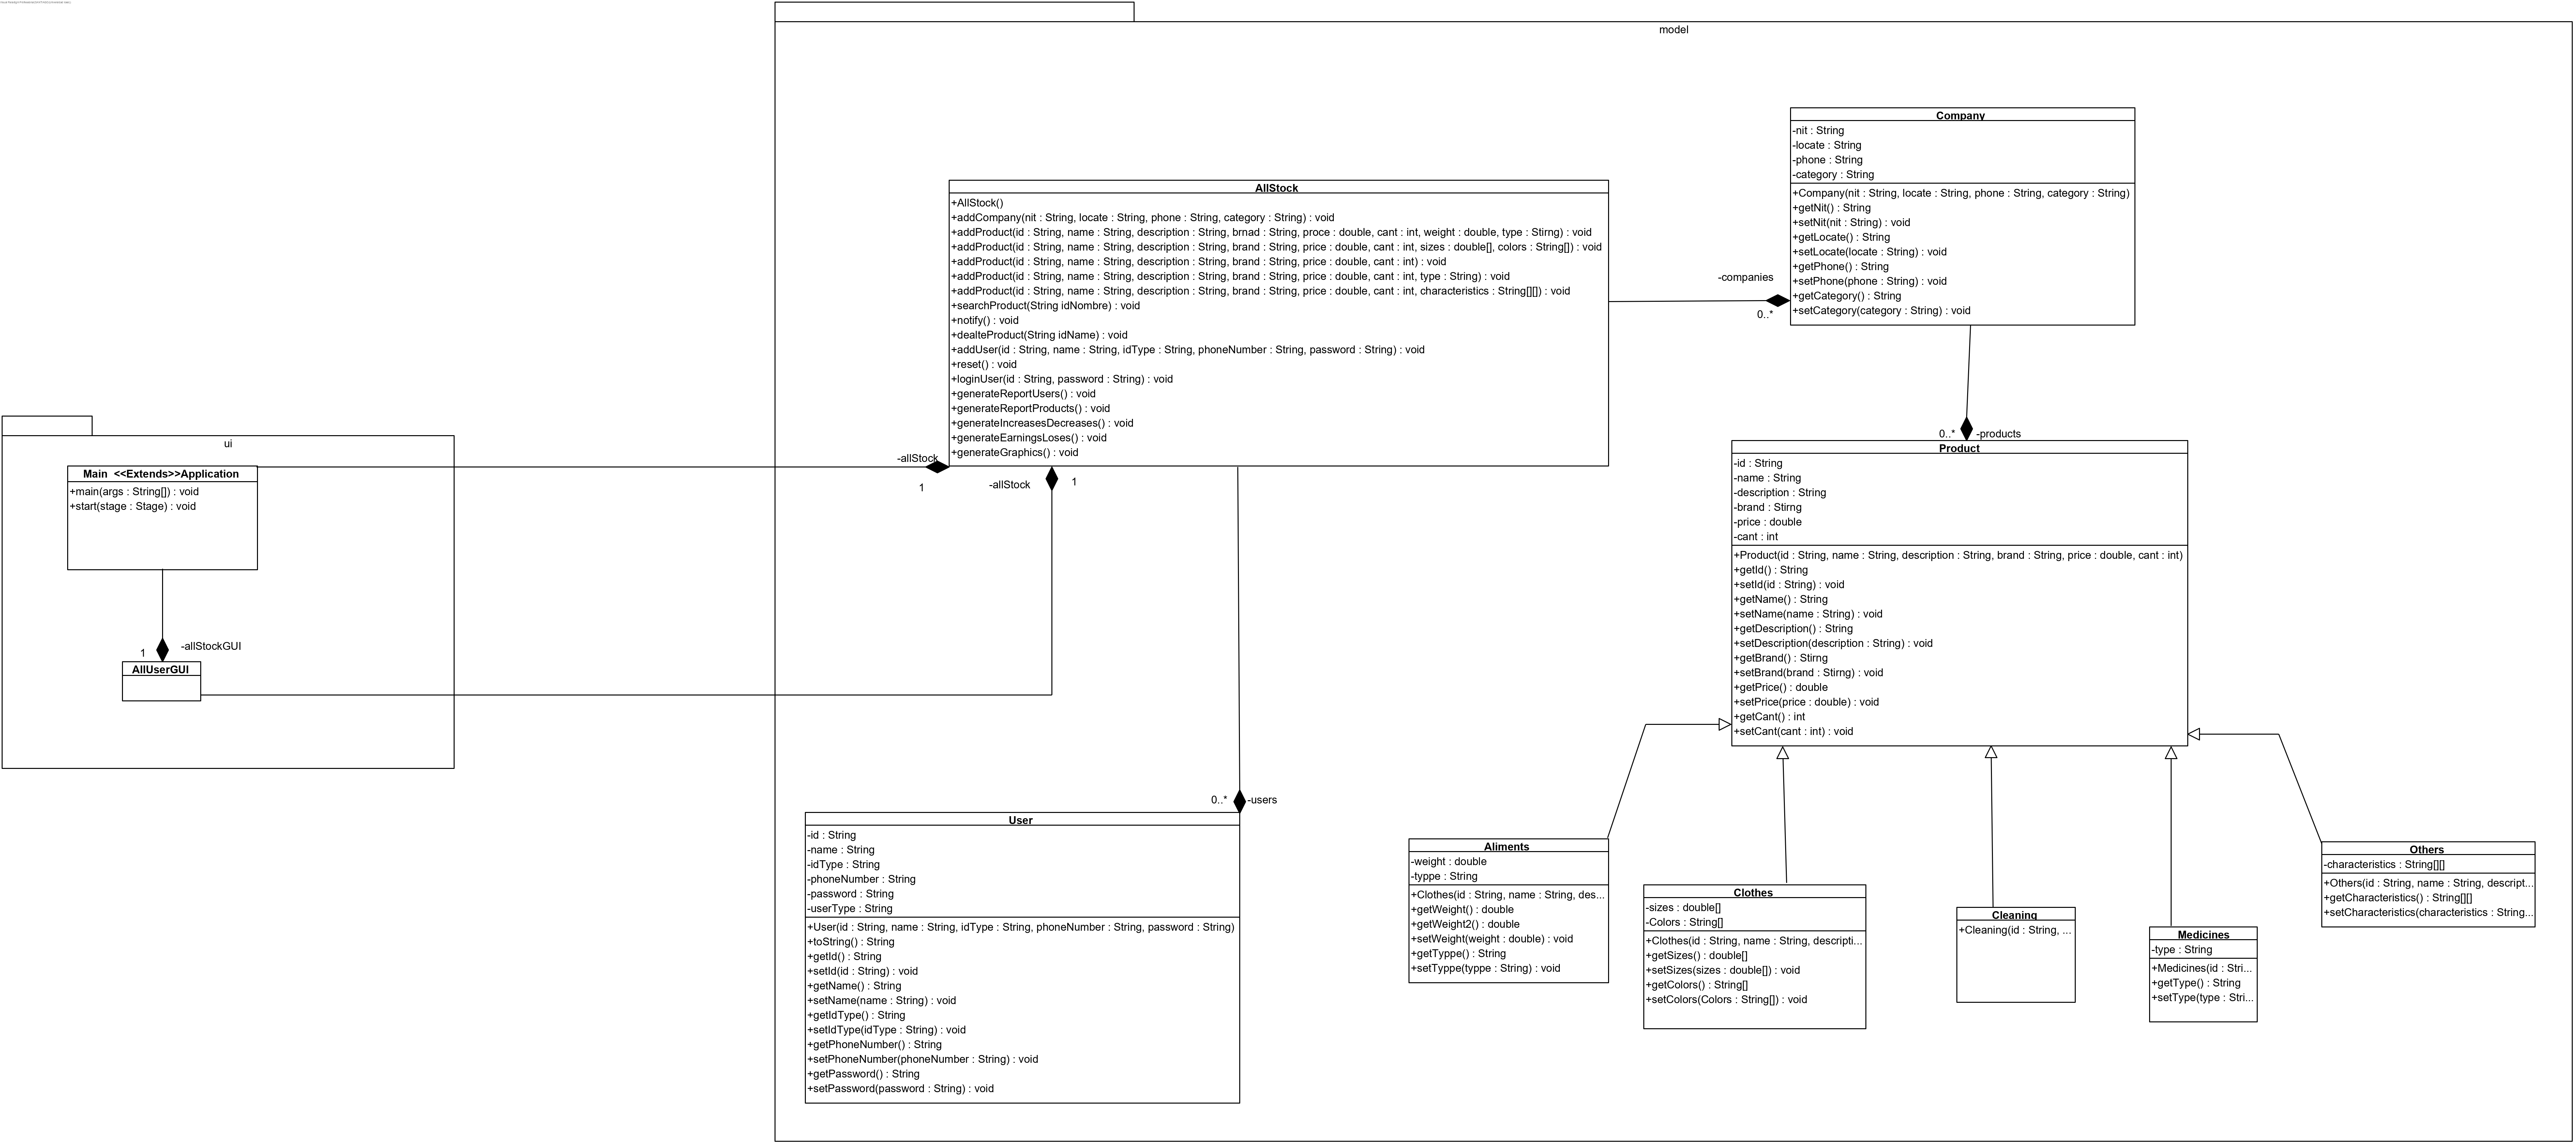 model
Company
-nit : String
-locate : String
-phone : String
-category : String
+Company(nit : String, locate : String, phone : String, category : String)
+getNit() : String
+setNit(nit : String) : void
+getLocate() : String
+setLocate(locate : String) : void
+getPhone() : String
+setPhone(phone : String) : void
+getCategory() : String
+setCategory(category : String) : void
AllStock
+AllStock()
+addCompany(nit : String, locate : String, phone : String, category : String) : void
+addProduct(id : String, name : String, description : String, brnad : String, proce : double, cant : int, weight : double, type : Stirng) : void
+addProduct(id : String, name : String, description : String, brand : String, price : double, cant : int, sizes : double[], colors : String[]) : void
+addProduct(id : String, name : String, description : String, brand : String, price : double, cant : int) : void
+addProduct(id : String, name : String, description : String, brand : String, price : double, cant : int, type : String) : void
+addProduct(id : String, name : String, description : String, brand : String, price : double, cant : int, characteristics : String[][]) : void
+searchProduct(String idNombre) : void
+notify() : void
+dealteProduct(String idName) : void
+addUser(id : String, name : String, idType : String, phoneNumber : String, password : String) : void
+reset() : void
+loginUser(id : String, password : String) : void
+generateReportUsers() : void
+generateReportProducts() : void
+generateIncreasesDecreases() : void
+generateEarningsLoses() : void
+generateGraphics() : void
-companies
0..*
0..*
-products
ui
Main <<Extends>>Application
+main(args : String[]) : void
+start(stage : Stage) : void
-allStock
1
-allStock
1
-allStockGUI
1
AllUserGUI
Product
-id : String
-name : String
-description : String
-brand : Stirng
-price : double
-cant : int
+Product(id : String, name : String, description : String, brand : String, price : double, cant : int)
+getId() : String
+setId(id : String) : void
+getName() : String
+setName(name : String) : void
+getDescription() : String
+setDescription(description : String) : void
+getBrand() : Stirng
+setBrand(brand : Stirng) : void
+getPrice() : double
+setPrice(price : double) : void
+getCant() : int
+setCant(cant : int) : void
0..*
-users
User
-id : String
-name : String
-idType : String
-phoneNumber : String
-password : String
-userType : String
+User(id : String, name : String, idType : String, phoneNumber : String, password : String)
+toString() : String
+getId() : String
+setId(id : String) : void
+getName() : String
+setName(name : String) : void
+getIdType() : String
+setIdType(idType : String) : void
+getPhoneNumber() : String
+setPhoneNumber(phoneNumber : String) : void
+getPassword() : String
+setPassword(password : String) : void
Aliments
-weight : double
-typpe : String
+Clothes(id : String, name : String, des...
+getWeight() : double
+getWeight2() : double
+setWeight(weight : double) : void
+getTyppe() : String
+setTyppe(typpe : String) : void
Clothes
-sizes : double[]
-Colors : String[]
+Clothes(id : String, name : String, descripti...
+getSizes() : double[]
+setSizes(sizes : double[]) : void
+getColors() : String[]
+setColors(Colors : String[]) : void
Cleaning
+Cleaning(id : String, ...
Medicines
-type : String
+Medicines(id : Stri...
+getType() : String
+setType(type : Stri...
Others
-characteristics : String[][]
+Others(id : String, name : String, descript...
+getCharacteristics() : String[][]
+setCharacteristics(characteristics : String...